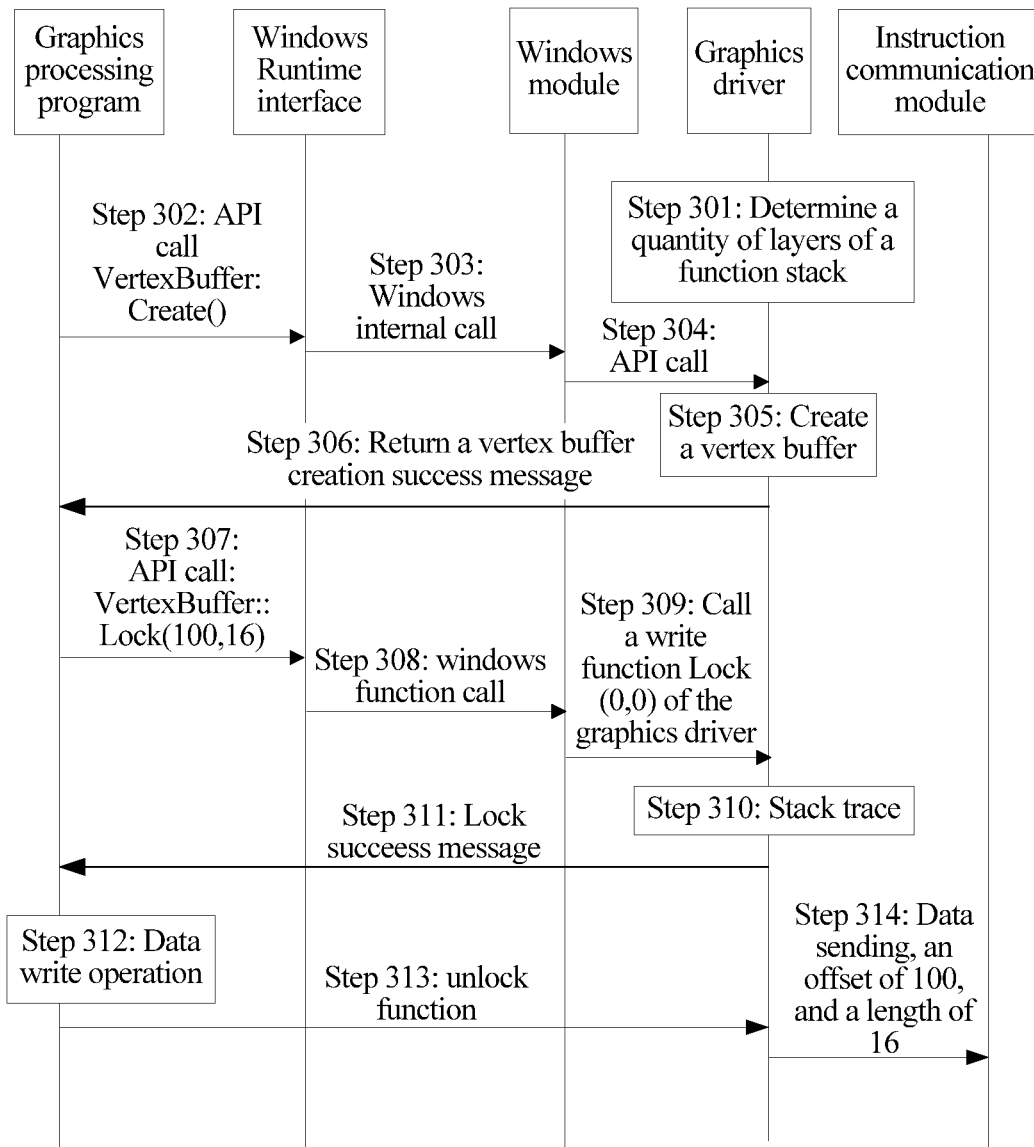 Graphics
processing
program
Windows
Runtime
interface
Windows
module
Graphics
driver
Instruction
communication
module
Step 301: Determine a
quantity of layers of a
function stack
Step 302: API
call
VertexBuffer:
Create()
Step 303:
Windows
internal call
Step 304:
API call
Step 305: Create
a vertex buffer
Step 306: Return a vertex buffer
creation success message
Step 307:
API call:
VertexBuffer::
Lock(100,16)
Step 308: windows
function call
Step 309: Call
a write
function Lock
(0,0) of the
graphics driver
Step 310: Stack trace
Step 311: Lock
succeess message
Step 312: Data
write operation
Step 313: unlock
function
Step 314: Data
sending, an
offset of 100,
and a length of
16